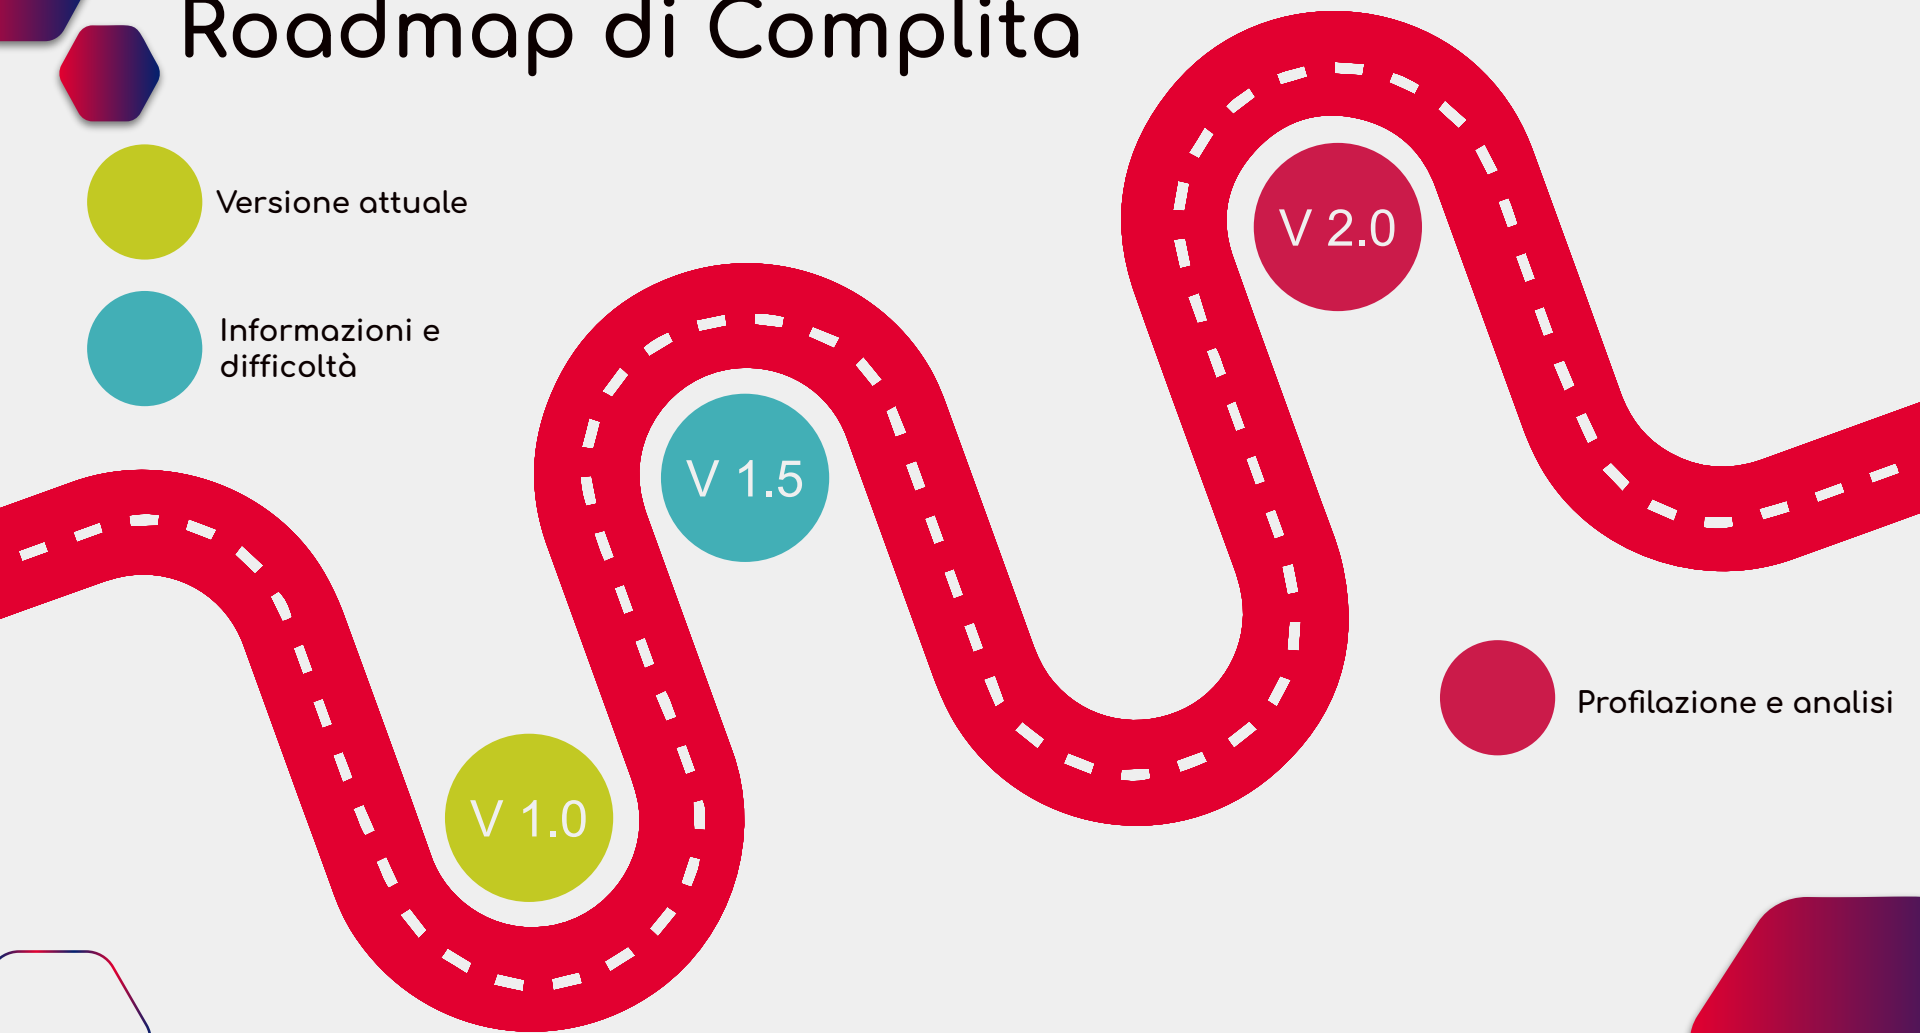 Roadmap di Complita
Versione attuale
Informazioni e
difficoltà
V 2.0
V 1.5
V 1.0
Profilazione e analisi